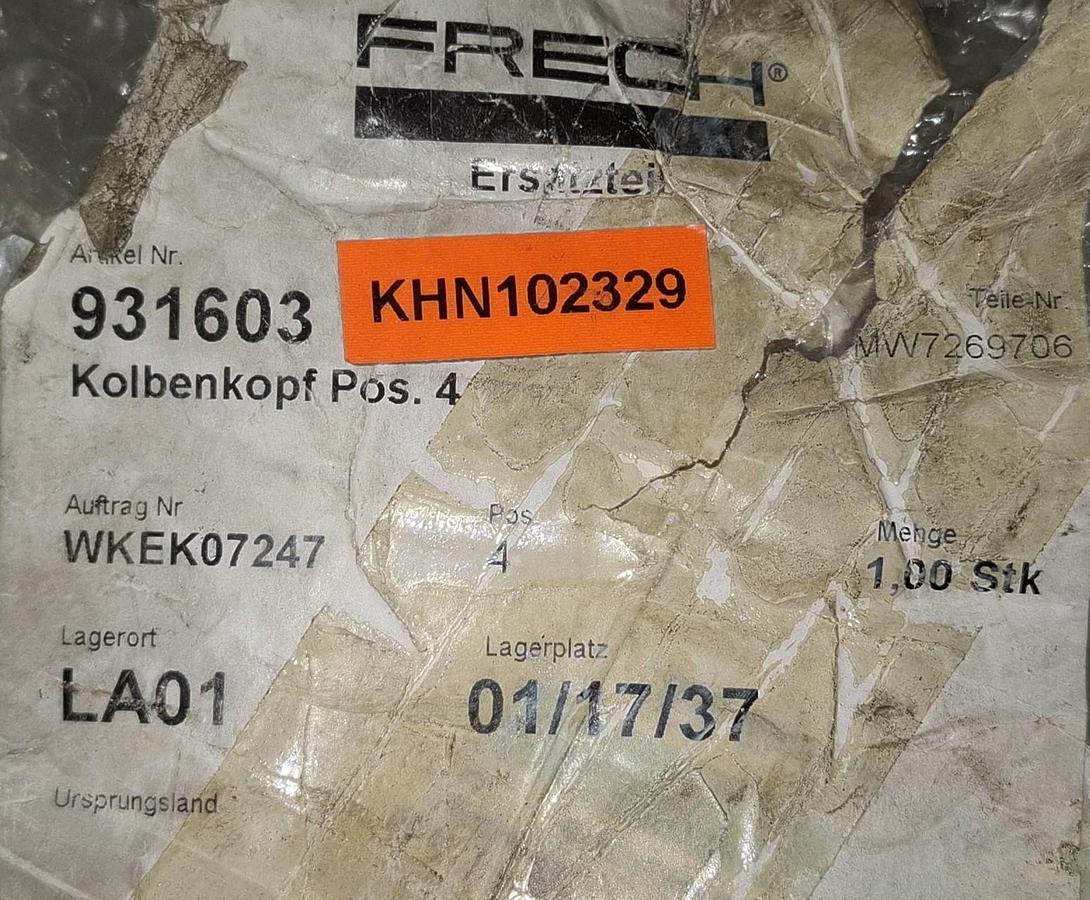 FRECH®
Ersatzteil
Artikel Nr.
931603
KHN102329
Teile-Nr
MW7269706
Kolbenkopf Pos. 4
Auftrag Nr
WKEK07247
Pos
4
Menge
1,00 Stk
Lagerort
LA01
Lagerplatz
01/17/37
Ursprungsland